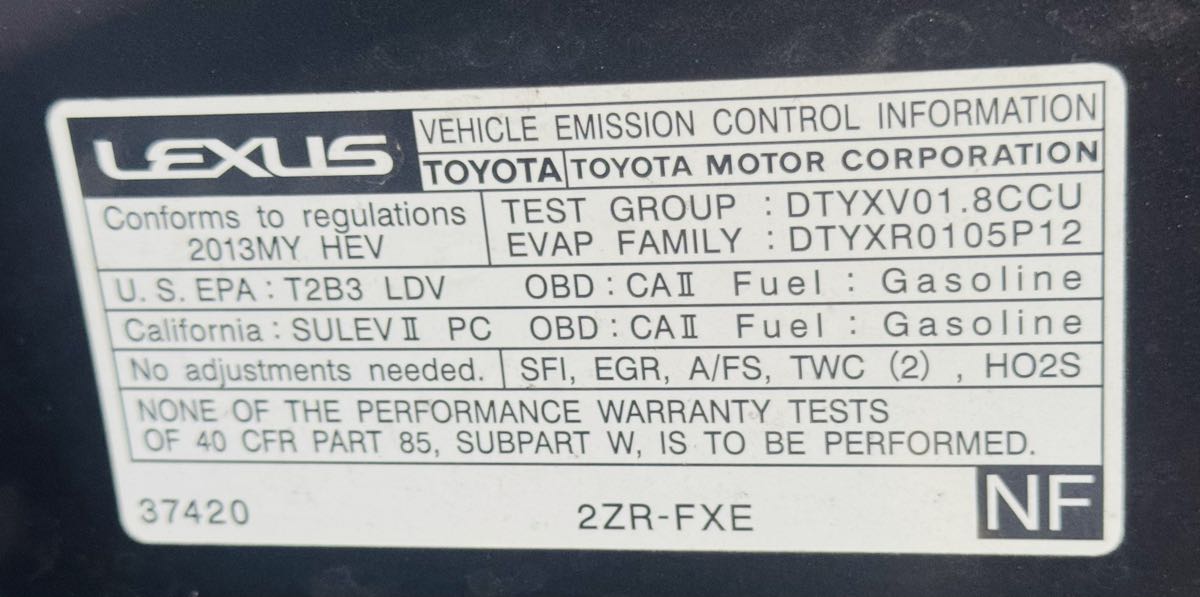 LEXUS
VEHICLE EMISSION CONTROL INFORMATION
TOYOTA TOYOTA MOTOR CORPORATION
Conforms to regulations
2013MY HEV
TEST GROUP : DTYXV01.8CCU
EVAP FAMILY : DTYXR0105P12
U.S. EPA : T2B3 LDV OBD : CAⅡ Fuel : Gasoline
California : SULEVⅡ PC OBD : CAⅡ Fuel : Gasoline
No adjustments needed. SFI, EGR, A/FS, TWC (2) , HO2S
NONE OF THE PERFORMANCE WARRANTY TESTS
OF 40 CFR PART 85, SUBPART W, IS TO BE PERFORMED.
37420 2ZR-FXE NF